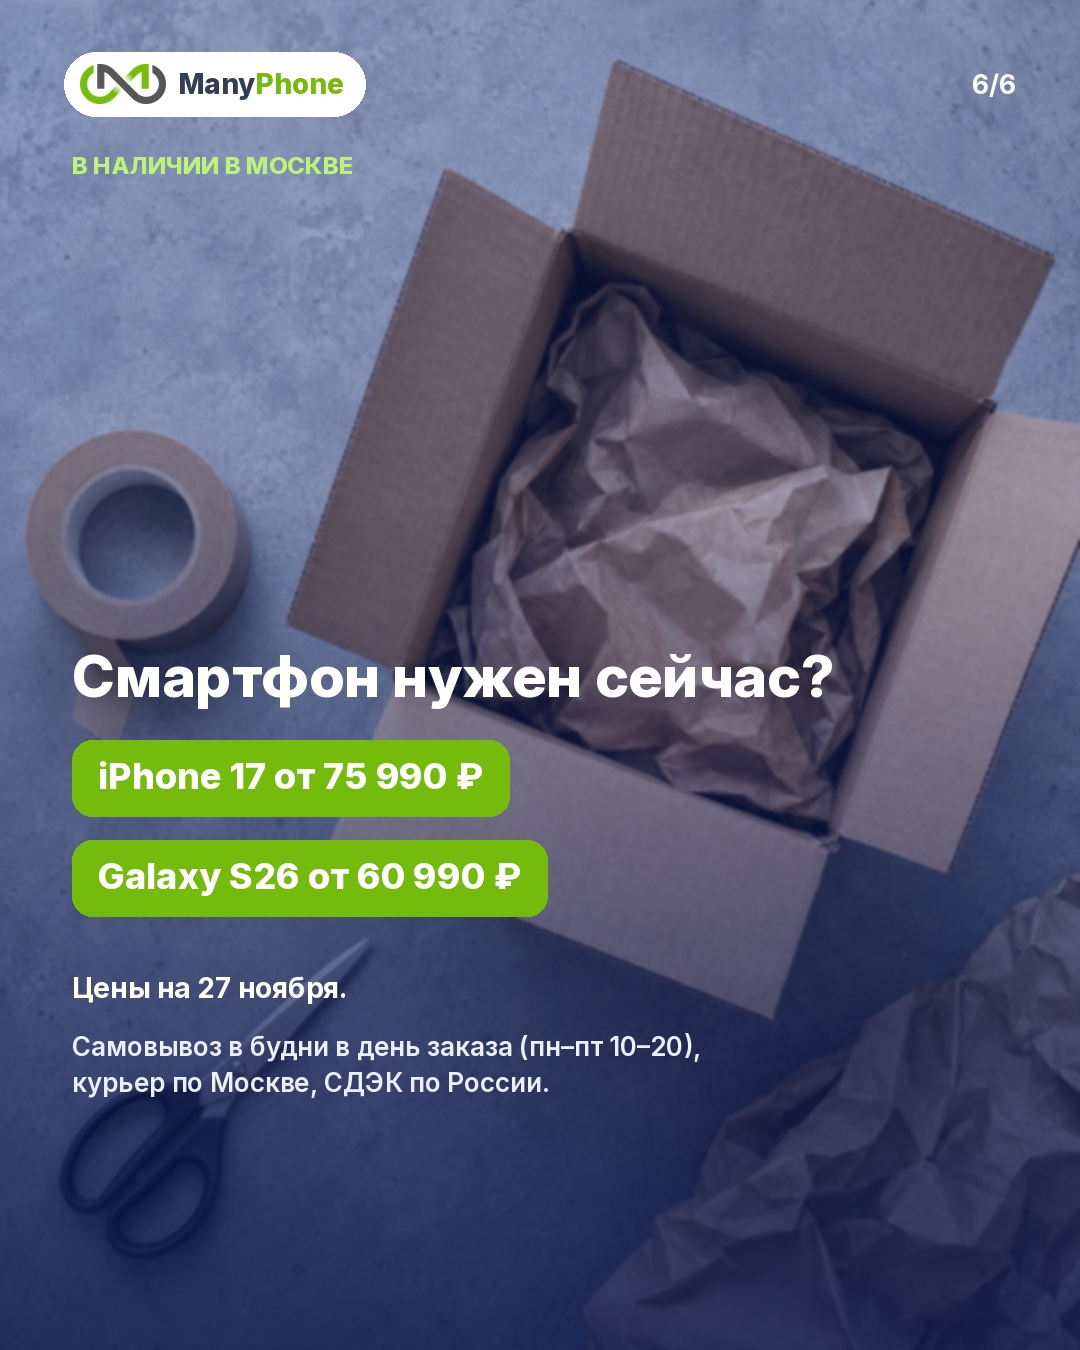 ManyPhone
6/6
В НАЛИЧИИ В МОСКВЕ
Смартфон нужен сейчас?
iPhone 17 от 75 990 ₽
Galaxy S26 от 60 990 ₽
Цены на 27 ноября.
Самовывоз в будни в день заказа (пн–пт 10–20),
курьер по Москве, СДЭК по России.